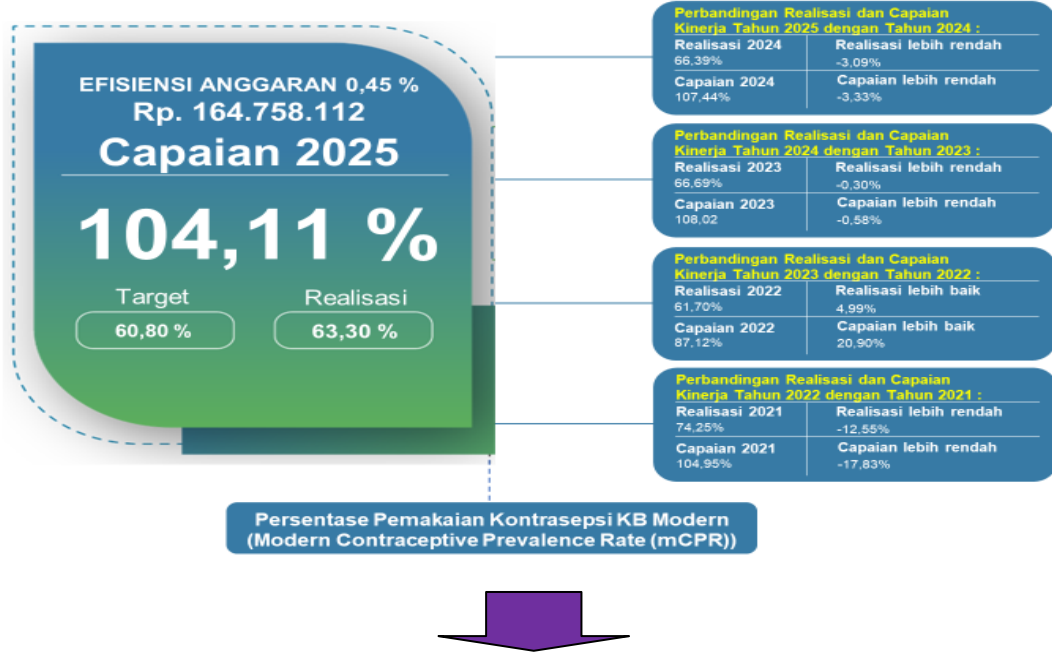 EFISIENSI ANGGARAN 0,45 %
Rp. 164.758.112
Capaian 2025
104,11 %
Target
Realisasi
60,80 %
63,30 %
Perbandingan Realisasi dan Capaian
Kinerja Tahun 2025 dengan Tahun 2024 :
Realisasi 2024
Realisasi lebih rendah
66,39%
-3,09%
Capaian 2024
Capaian lebih rendah
107,44%
-3,33%
Perbandingan Realisasi dan Capaian
Kinerja Tahun 2024 dengan Tahun 2023 :
Realisasi 2023
Realisasi lebih rendah
66,69%
-0,30%
Capaian 2023
Capaian lebih rendah
108,02
-0,58%
Perbandingan Realisasi dan Capaian
Kinerja Tahun 2023 dengan Tahun 2022 :
Realisasi 2022
Realisasi lebih baik
61,70%
4,99%
Capaian 2022
Capaian lebih baik
87,12%
20,90%
Perbandingan Realisasi dan Capaian
Kinerja Tahun 2022 dengan Tahun 2021 :
Realisasi 2021
Realisasi lebih rendah
74,25%
-12,55%
Capaian 2021
Capaian lebih rendah
104,95%
-17,83%
Persentase Pemakaian Kontrasepsi KB Modern
(Modern Contraceptive Prevalence Rate (mCPR))